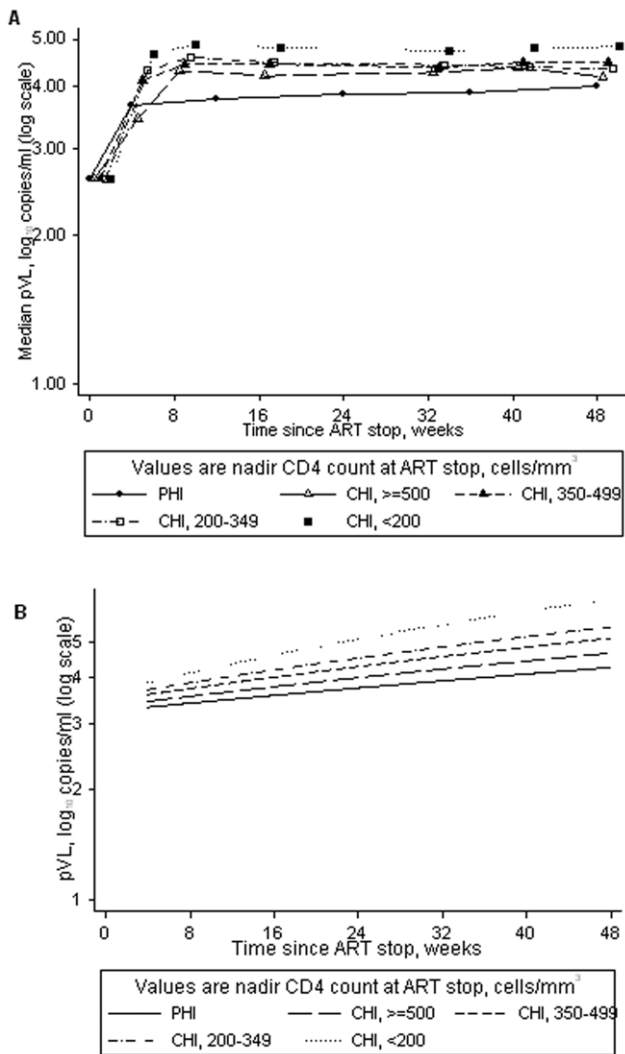 A
Median pVL, log10 copies/ml (log scale)
5.00
4.00
3.00
2.00
1.00
0 8 16 24 32 40 48
Time since ART stop, weeks
Values are nadir CD4 count at ART stop, cells/mm3
PHI CHI, >=500 CHI, 350-499
CHI, 200-349 CHI, <200
B
pVL, log10 copies/ml (log scale)
5
4
3
2
1
0 8 16 24 32 40 48
Time since ART stop, weeks
Values are nadir CD4 count at ART stop, cells/mm3
PHI CHI, >=500 CHI, 350-499
CHI, 200-349 CHI, <200